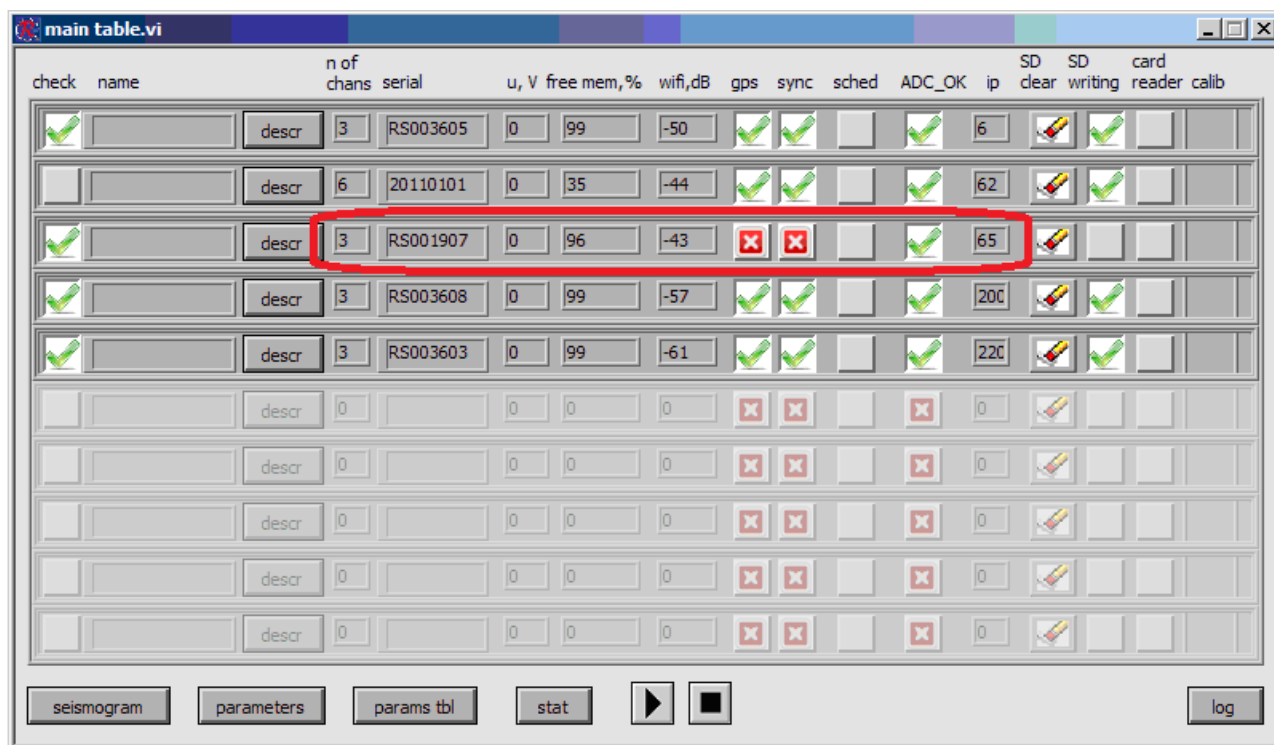 main table.vi
check name n of chans serial u, V free mem,% wifi,dB gps sync sched ADC_OK ip SD clear SD writing card reader calib
descr 3 RS003605 0 99 -50 6
descr 6 20110101 0 35 -44 62
descr 3 RS001907 0 96 -43 65
descr 3 RS003608 0 99 -57 200
descr 3 RS003603 0 99 -61 220
descr 0 0 0 0 0
descr 0 0 0 0 0
descr 0 0 0 0 0
descr 0 0 0 0 0
descr 0 0 0 0 0
seismogram parameters params tbl stat log